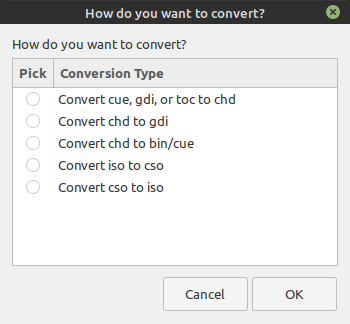 How do you want to convert?
How do you want to convert?
Pick Conversion Type
Convert cue, gdi, or toc to chd
Convert chd to gdi
Convert chd to bin/cue
Convert iso to cso
Convert cso to iso
Cancel OK